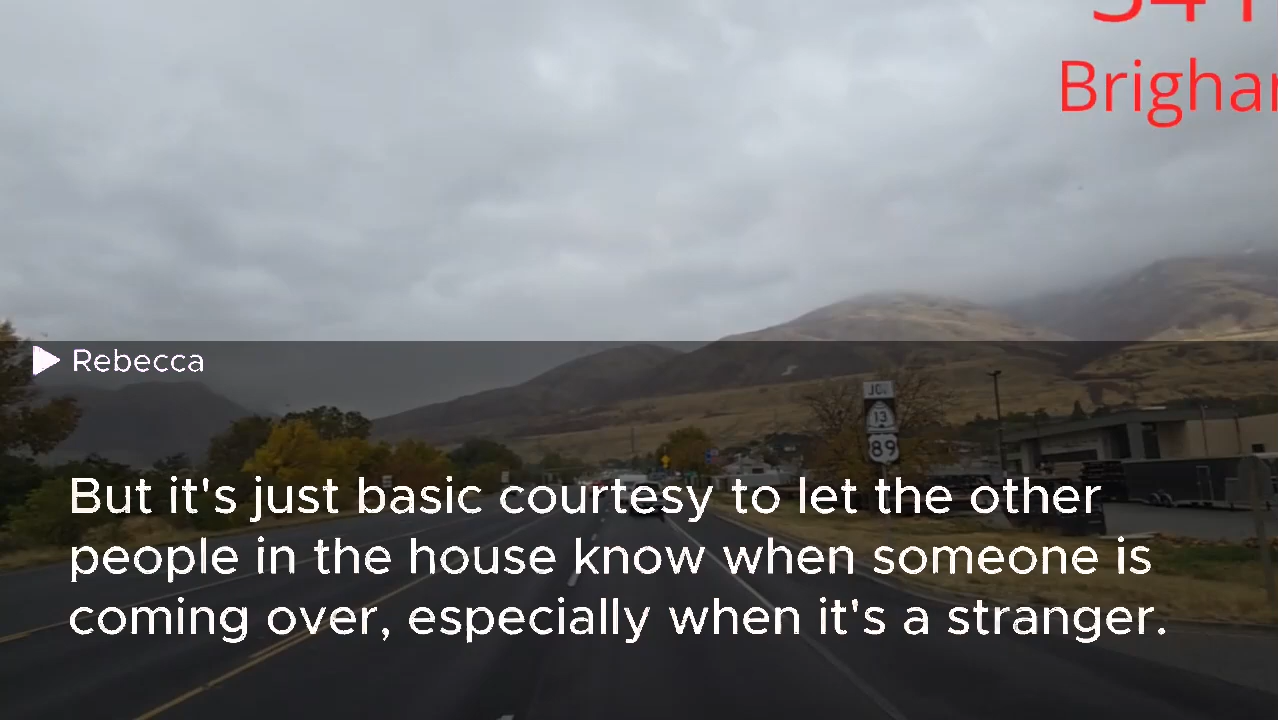 Brigha
Rebecca
JCT
13
89
But it's just basic courtesy to let the other
people in the house know when someone is
coming over, especially when it's a stranger.